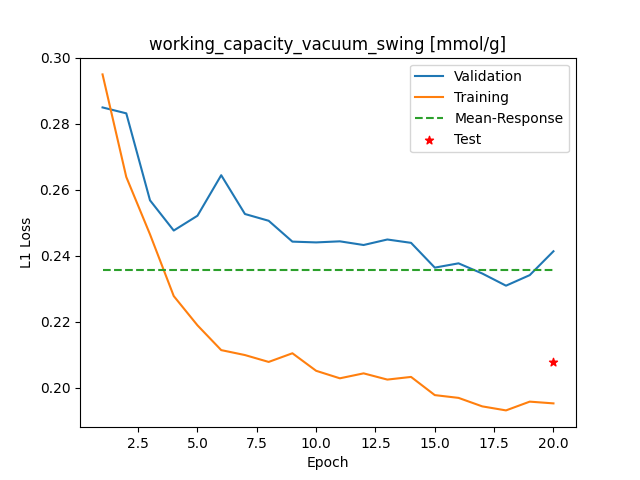 working_capacity_vacuum_swing [mmol/g]
Validation
Training
Mean-Response
Test
L1 Loss
0.30
0.28
0.26
0.24
0.22
0.20
2.5 5.0 7.5 10.0 12.5 15.0 17.5 20.0
Epoch